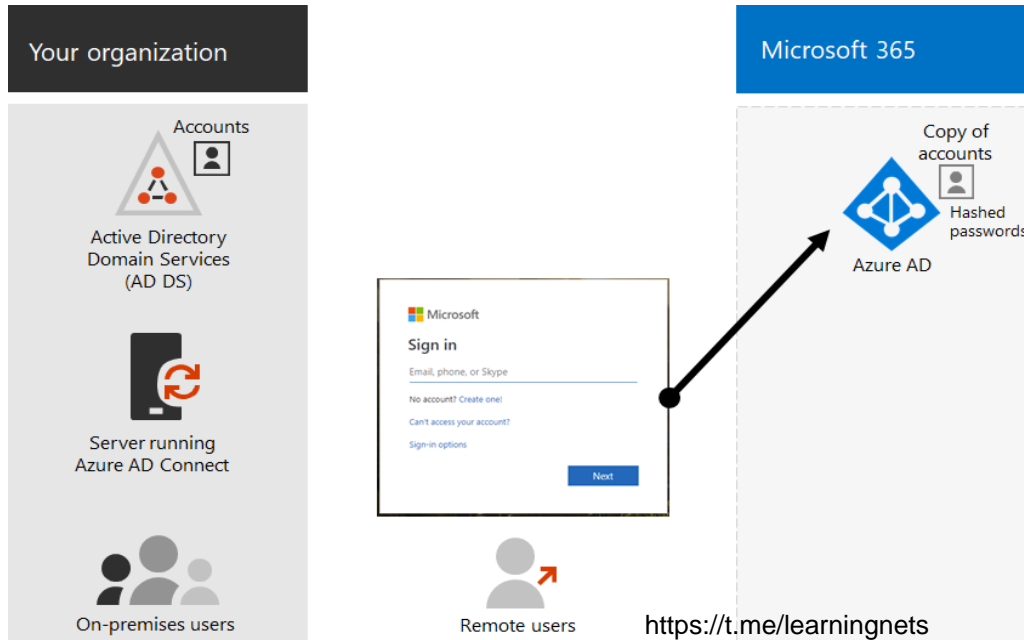 Your organization
Microsoft 365
Accounts
Active Directory
Domain Services
(AD DS)
Server running
Azure AD Connect
On-premises users
Microsoft
Sign in
Email, phone, or Skype
No account? Create one!
Can't access your account?
Sign-in options
Next
Remote users
Copy of
accounts
Hashed
passwords
Azure AD
https://t.me/learningnets